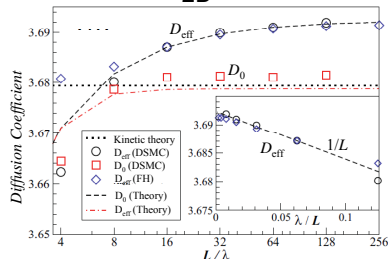 2D
3.69
3.68
3.67
3.66
3.65
Diffusion Coefficient
D_eff
D_0
Kinetic theory
D_eff (DSMC)
D_0 (DSMC)
D_eff (FH)
D_0 (Theory)
D_eff (Theory)
3.69
3.685
3.68
3.675
D_eff
1/L
0
0.05
0.1
λ / L
4 8 16 32 64 128 256
L/λ